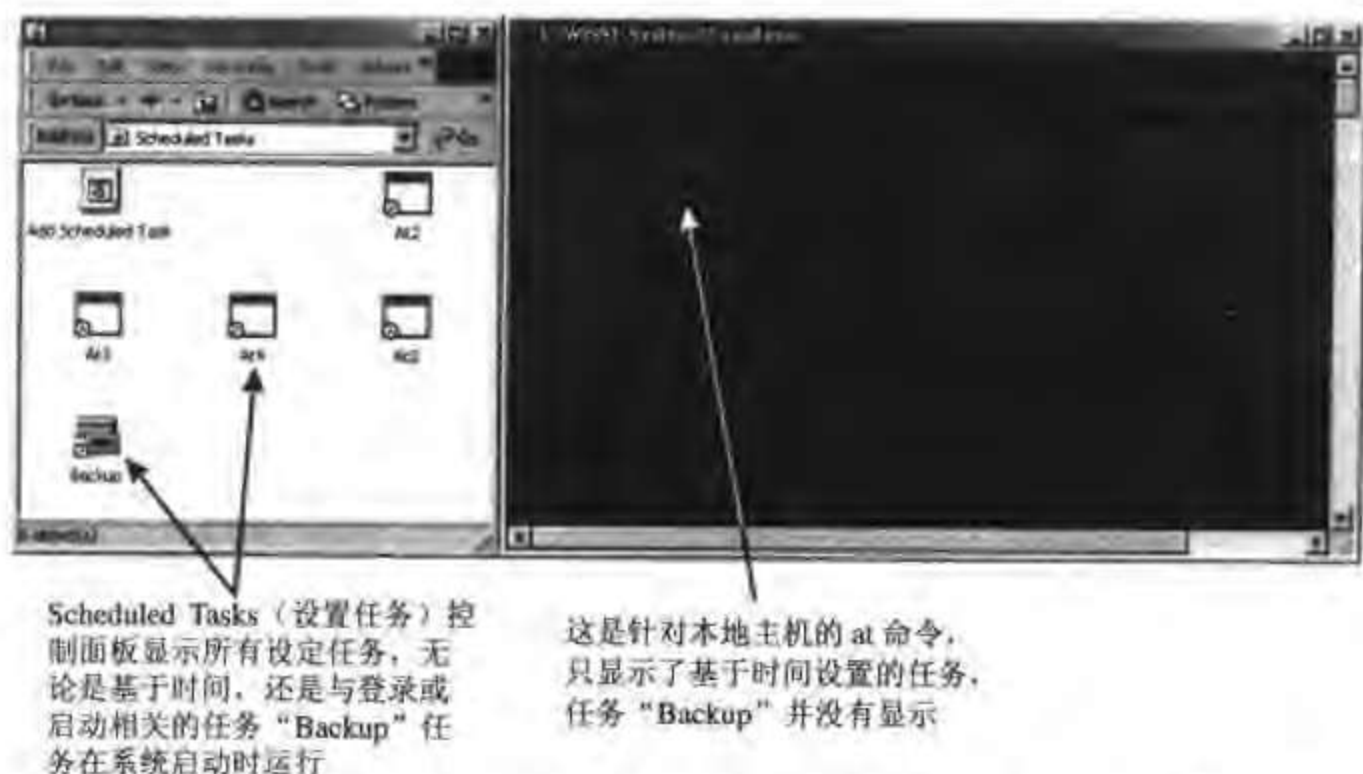 Search
Scheduled Tasks
Go
Add Scheduled Task
At2
At3
Backup
Scheduled Tasks（设置任务）控
制面板显示所有设定任务，无
论是基于时间，还是与登录或
启动相关的任务“Backup”任
务在系统启动时运行
这是针对本地主机的 at 命令，
只显示了基于时间设置的任务，
任务“Backup”并没有显示